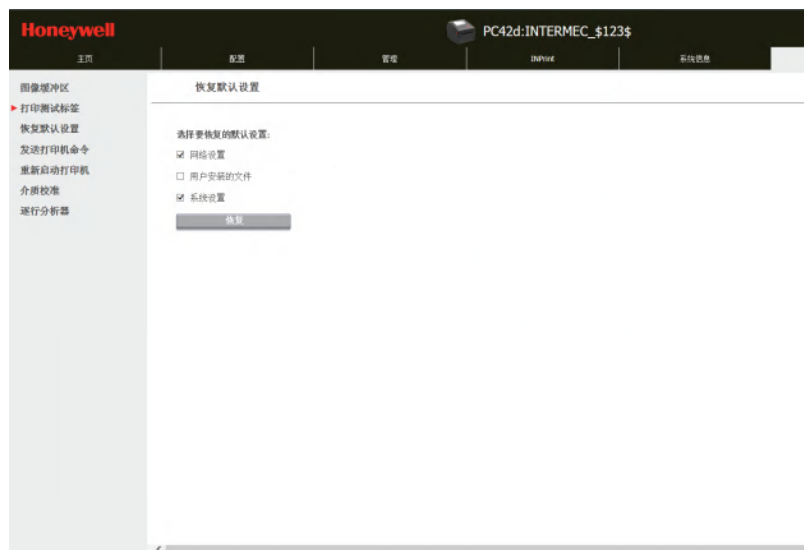 Honeywell
PC42d:INTERMEC_$123$
主页 配置 管理 INPrint 系统信息
图像缓冲区
打印测试标签
恢复默认设置
发送打印机命令
重新启动打印机
介质校准
逐行分析器
恢复默认设置
选择要恢复的默认设置:
网络设置
用户安装的文件
系统设置
恢复